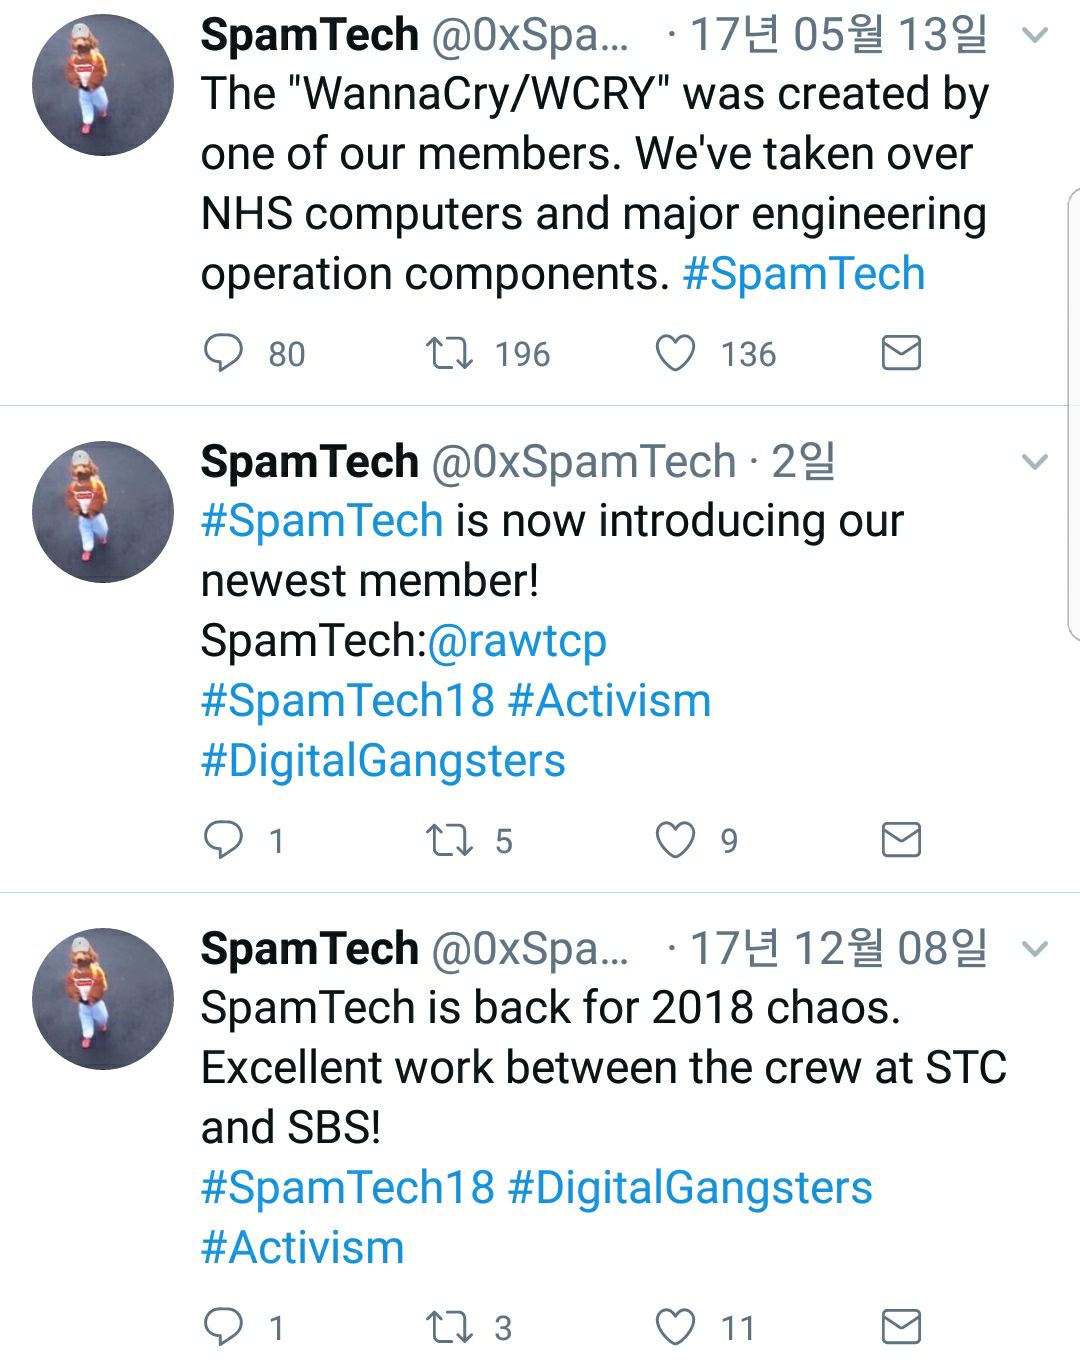 SpamTech @0xSpa... · 17년 05월 13일
The "WannaCry/WCRY" was created by
one of our members. We've taken over
NHS computers and major engineering
operation components. #SpamTech
80 196 136
SpamTech @0xSpamTech · 2일
#SpamTech is now introducing our
newest member!
SpamTech:@rawtcp
#SpamTech18 #Activism
#DigitalGangsters
1 5 9
SpamTech @0xSpa... · 17년 12월 08일
SpamTech is back for 2018 chaos.
Excellent work between the crew at STC
and SBS!
#SpamTech18 #DigitalGangsters
#Activism
1 3 11